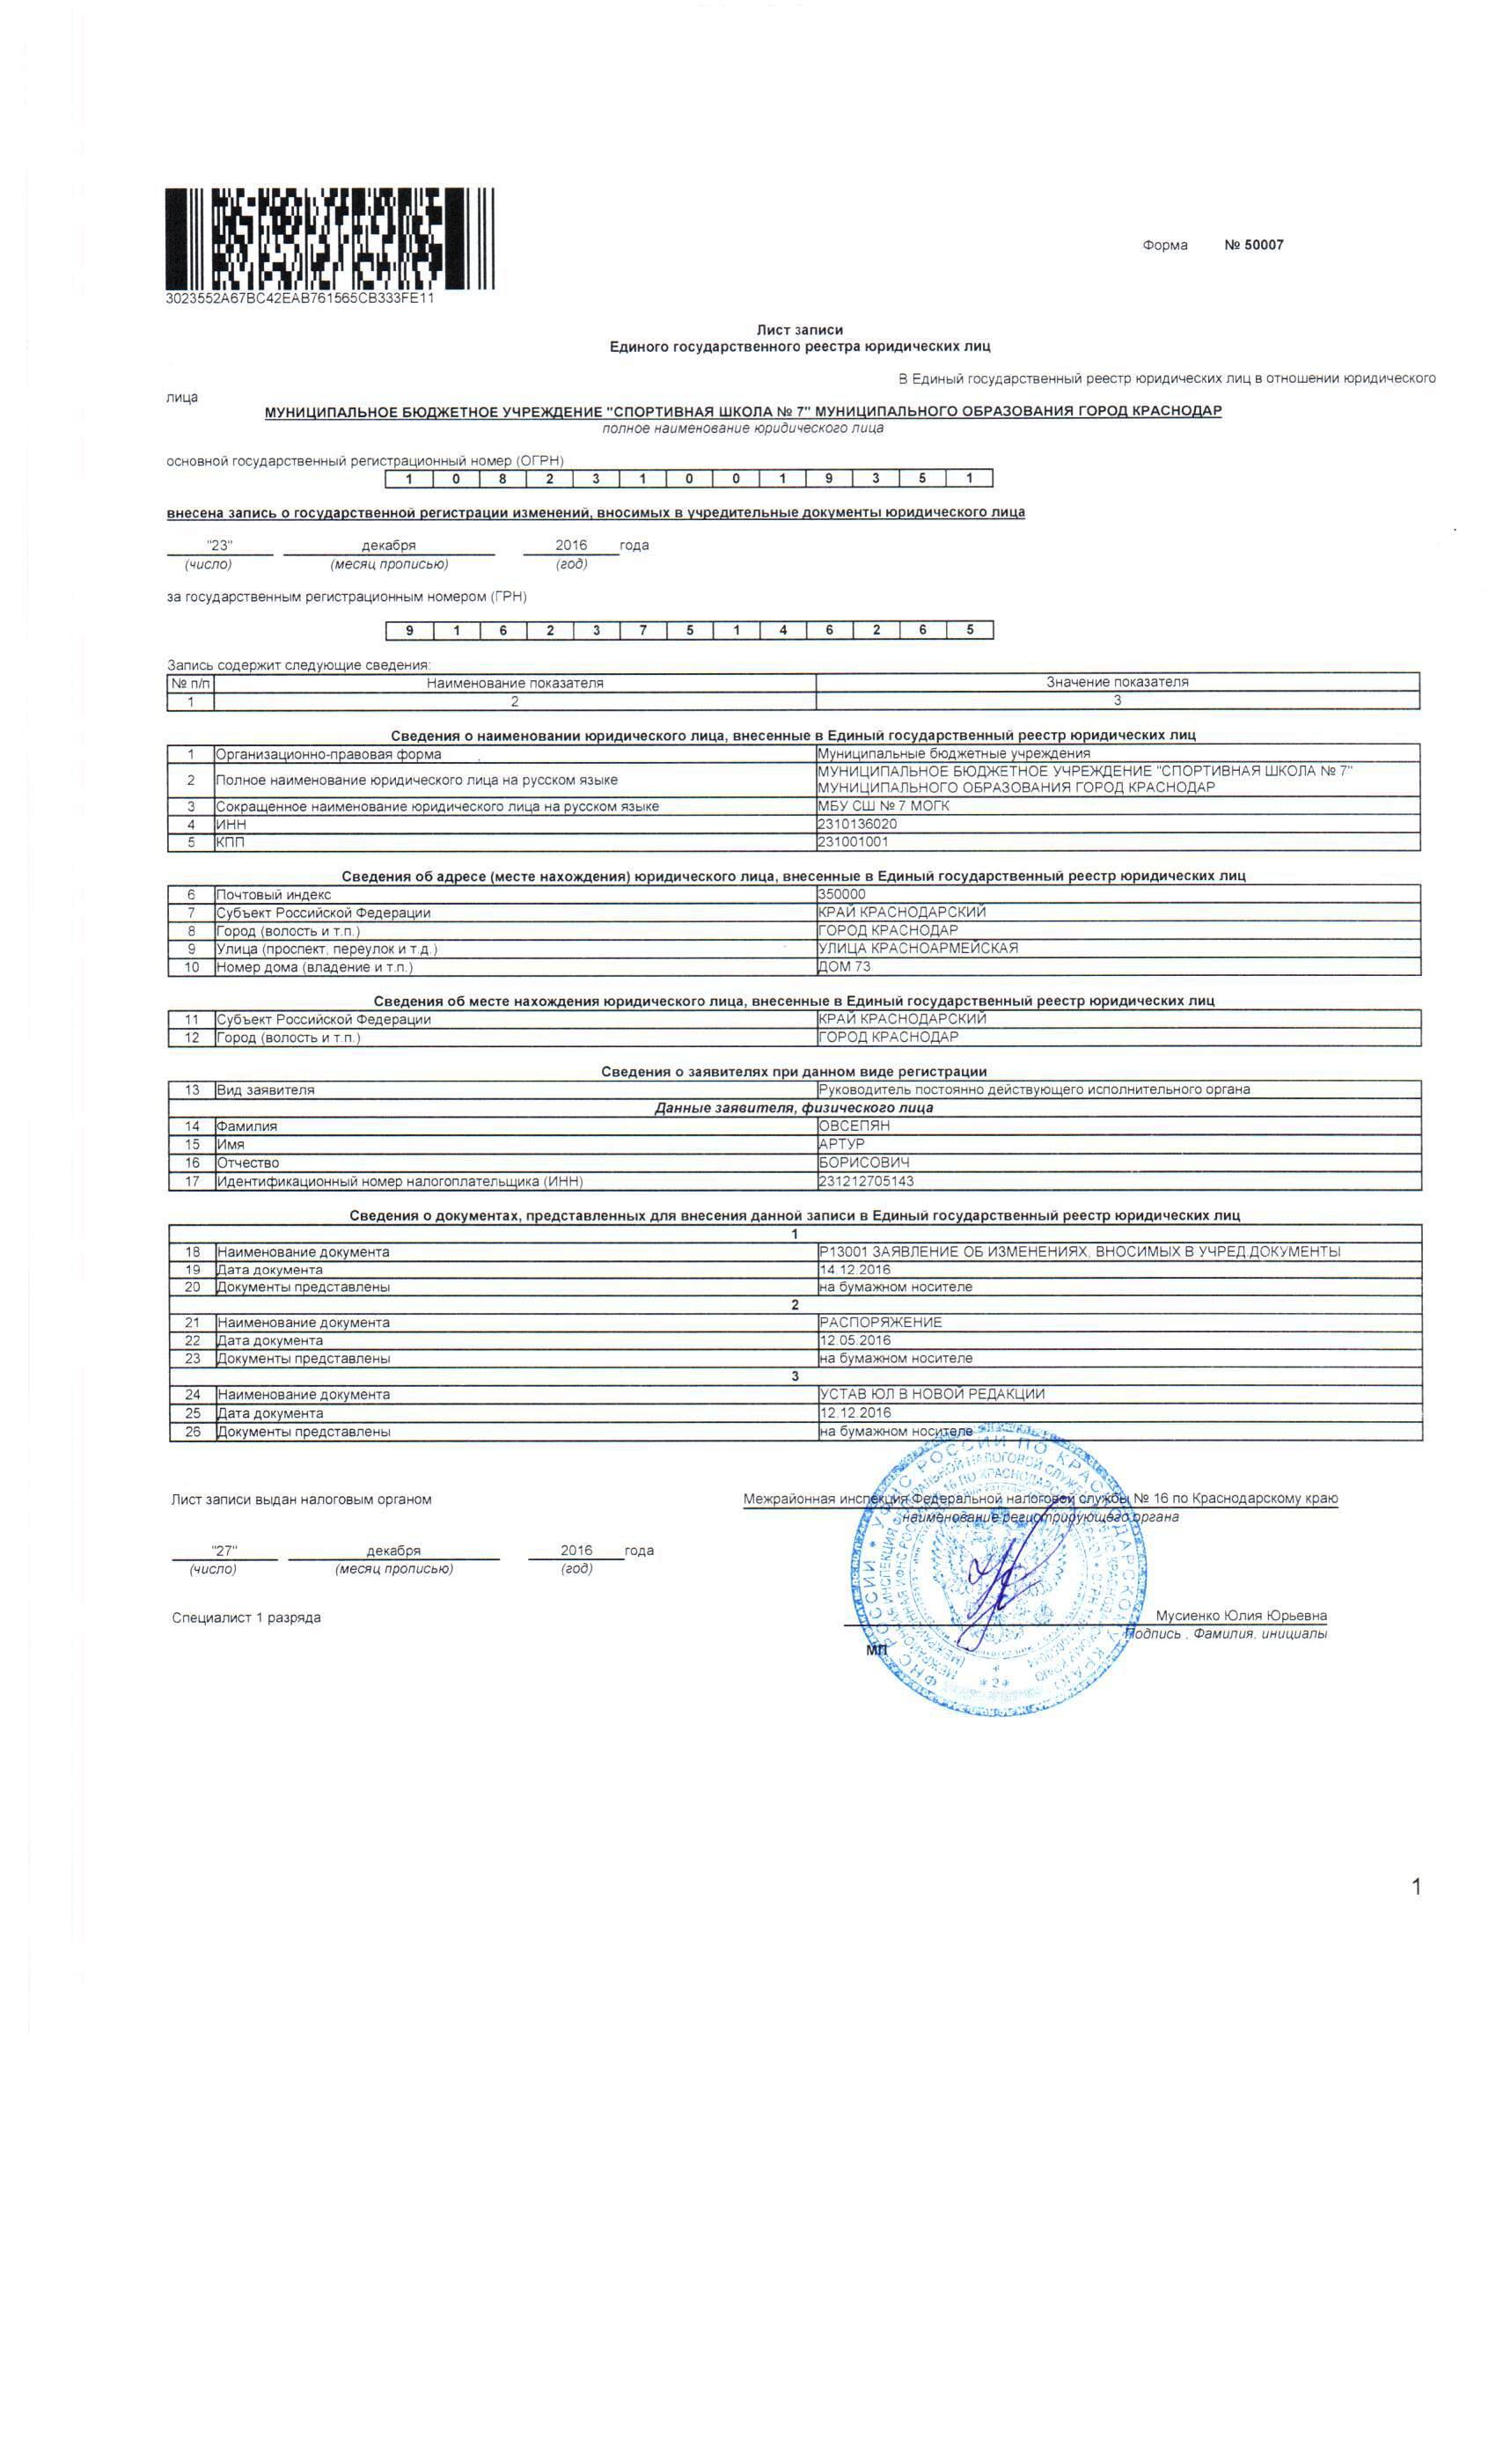 Форма № 50007
3023552A67BC42EAB761565CB333FE11
Лист записи
Единого государственного реестра юридических лиц
В Единый государственный реестр юридических лиц в отношении юридического
лица
МУНИЦИПАЛЬНОЕ БЮДЖЕТНОЕ УЧРЕЖДЕНИЕ "СПОРТИВНАЯ ШКОЛА № 7" МУНИЦИПАЛЬНОГО ОБРАЗОВАНИЯ ГОРОД КРАСНОДАР
полное наименование юридического лица
основной государственный регистрационный номер (ОГРН)
1 0 8 2 3 1 0 0 1 9 3 5 1
внесена запись о государственной регистрации изменений, вносимых в учредительные документы юридического лица
"23" декабря 2016 года
(число) (месяц прописью) (год)
за государственным регистрационным номером (ГРН)
9 1 6 2 3 7 5 1 4 6 2 6 5
Запись содержит следующие сведения:
№ п/п Наименование показателя Значение показателя
1 2 3
Сведения о наименовании юридического лица, внесенные в Единый государственный реестр юридических лиц
1 Организационно-правовая форма Муниципальные бюджетные учреждения
2 Полное наименование юридического лица на русском языке МУНИЦИПАЛЬНОЕ БЮДЖЕТНОЕ УЧРЕЖДЕНИЕ "СПОРТИВНАЯ ШКОЛА № 7"
МУНИЦИПАЛЬНОГО ОБРАЗОВАНИЯ ГОРОД КРАСНОДАР
3 Сокращенное наименование юридического лица на русском языке МБУ СШ № 7 МОГК
4 ИНН 2310136020
5 КПП 231001001
Сведения об адресе (месте нахождения) юридического лица, внесенные в Единый государственный реестр юридических лиц
6 Почтовый индекс 350000
7 Субъект Российской Федерации КРАЙ КРАСНОДАРСКИЙ
8 Город (волость и т.п.) ГОРОД КРАСНОДАР
9 Улица (проспект, переулок и т.д.) УЛИЦА КРАСНОАРМЕЙСКАЯ
10 Номер дома (владение и т.п.) ДОМ 73
Сведения об месте нахождения юридического лица, внесенные в Единый государственный реестр юридических лиц
11 Субъект Российской Федерации КРАЙ КРАСНОДАРСКИЙ
12 Город (волость и т.п.) ГОРОД КРАСНОДАР
Сведения о заявителях при данном виде регистрации
13 Вид заявителя Руководитель постоянно действующего исполнительного органа
Данные заявителя, физического лица
14 Фамилия ОВСЕПЯН
15 Имя АРТУР
16 Отчество БОРИСОВИЧ
17 Идентификационный номер налогоплательщика (ИНН) 231212705143
Сведения о документах, представленных для внесения данной записи в Единый государственный реестр юридических лиц
1
18 Наименование документа Р13001 ЗАЯВЛЕНИЕ ОБ ИЗМЕНЕНИЯХ, ВНОСИМЫХ В УЧРЕД.ДОКУМЕНТЫ
19 Дата документа 14.12.2016
20 Документы представлены на бумажном носителе
2
21 Наименование документа РАСПОРЯЖЕНИЕ
22 Дата документа 12.05.2016
23 Документы представлены на бумажном носителе
3
24 Наименование документа УСТАВ ЮЛ В НОВОЙ РЕДАКЦИИ
25 Дата документа 12.12.2016
26 Документы представлены на бумажном носителе
Лист записи выдан налоговым органом Межрайонная инспекция Федеральной налоговой службы № 16 по Краснодарскому краю
наименование регистрирующего органа
"27" декабря 2016 года
(число) (месяц прописью) (год)
Специалист 1 разряда Мусиенко Юлия Юрьевна
Подпись , Фамилия, инициалы
МП
ФНС РОССИИ * УФНС РОССИИ ПО КРАСНОДАРСКОМУ КРАЮ
* 2 *
1